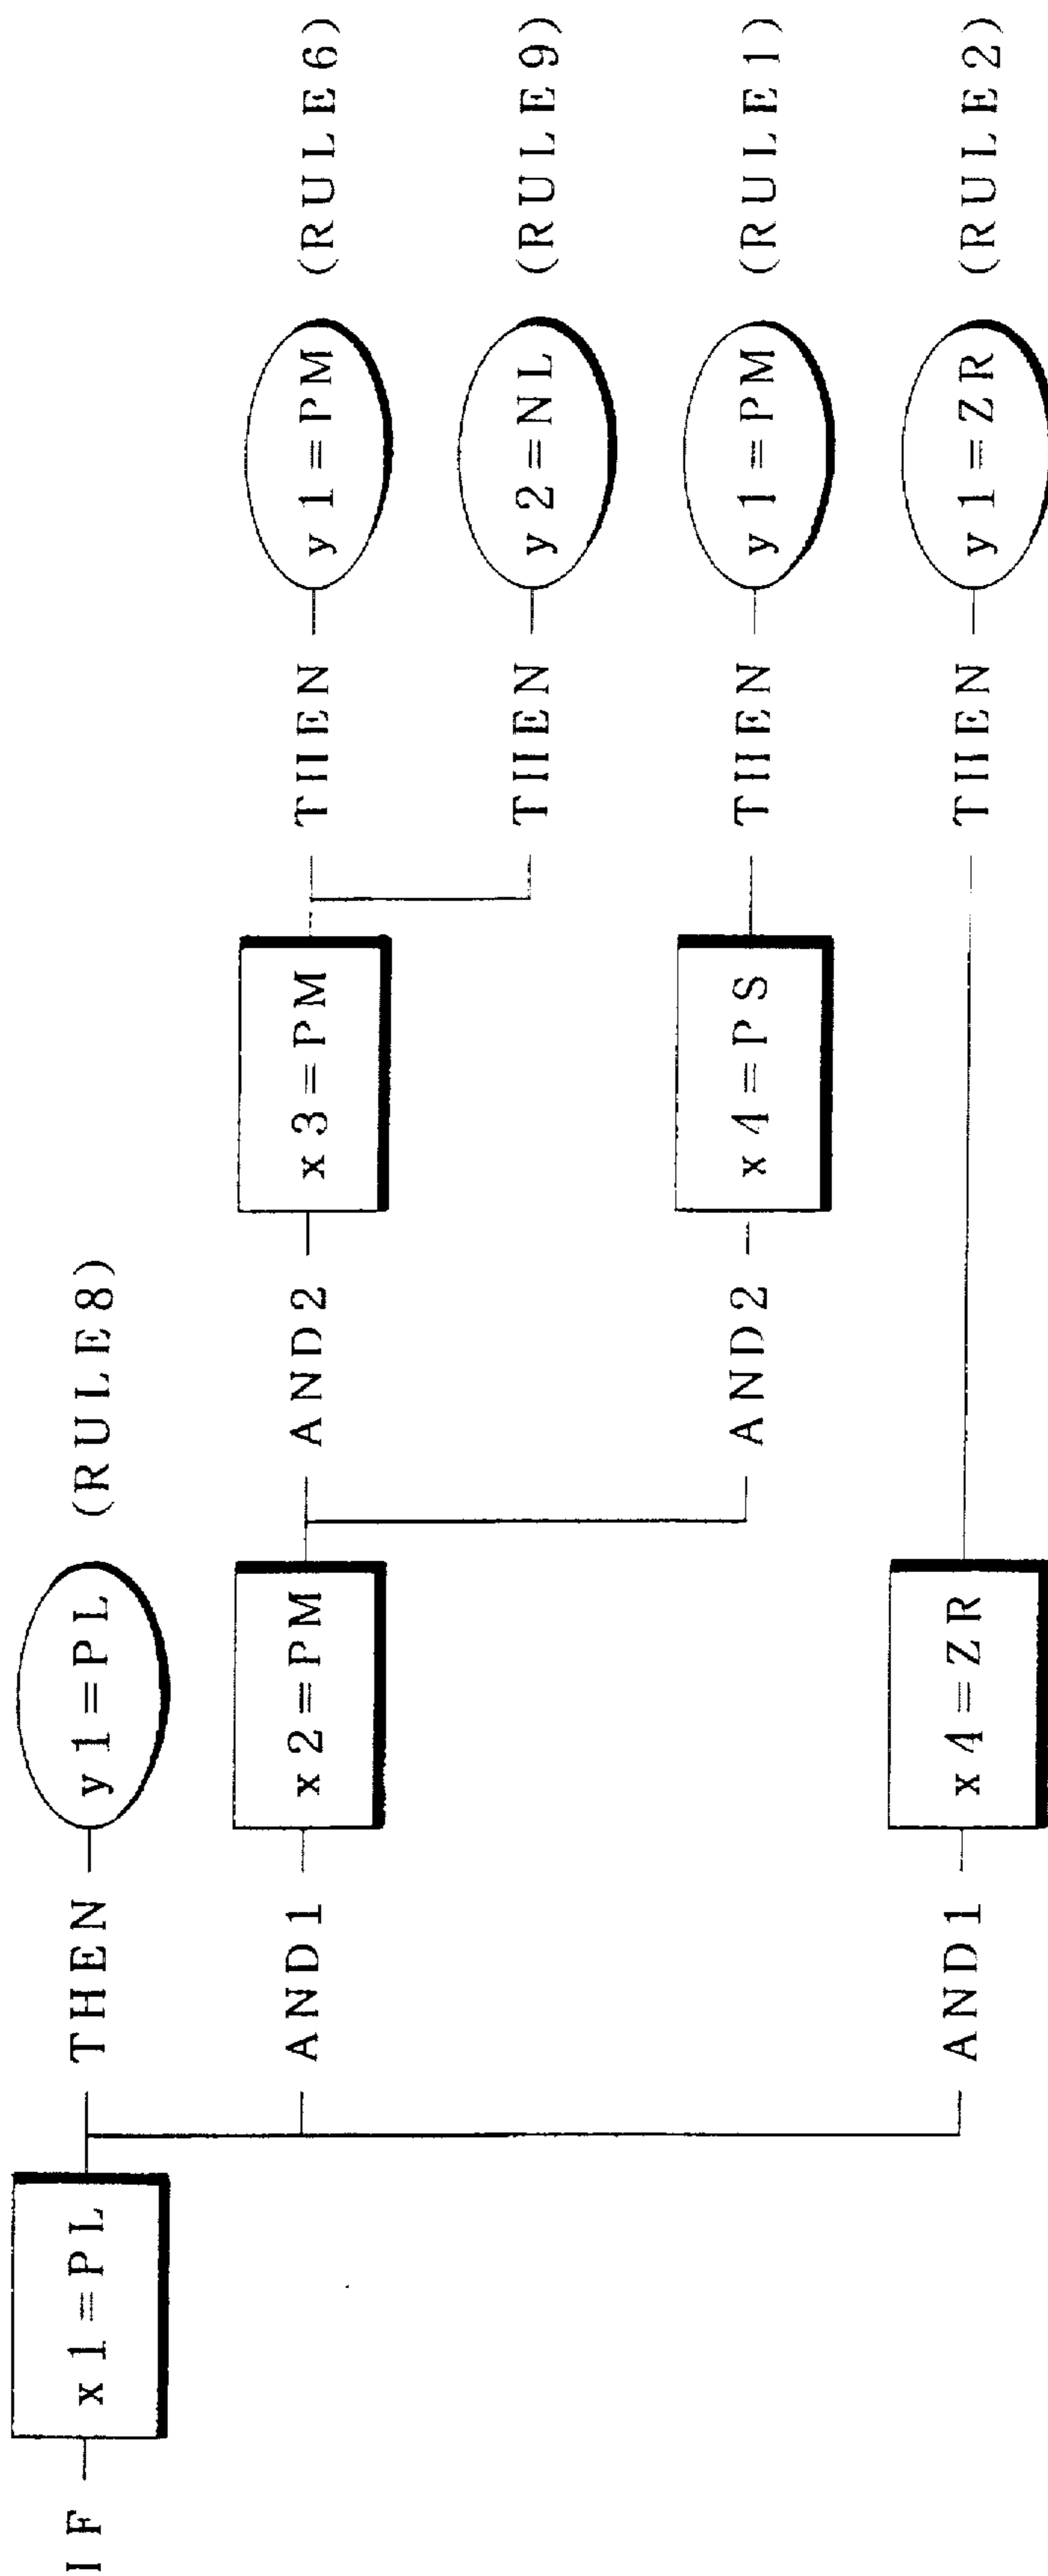 IF x1=PL THEN y1=PL (RULE8)
AND1 x2=PM AND2 x3=PM THEN y1=PM (RULE6)
THEN y2=NL (RULE9)
AND2 x4=PS THEN y1=PM (RULE1)
AND1 x4=ZR THEN y1=ZR (RULE2)